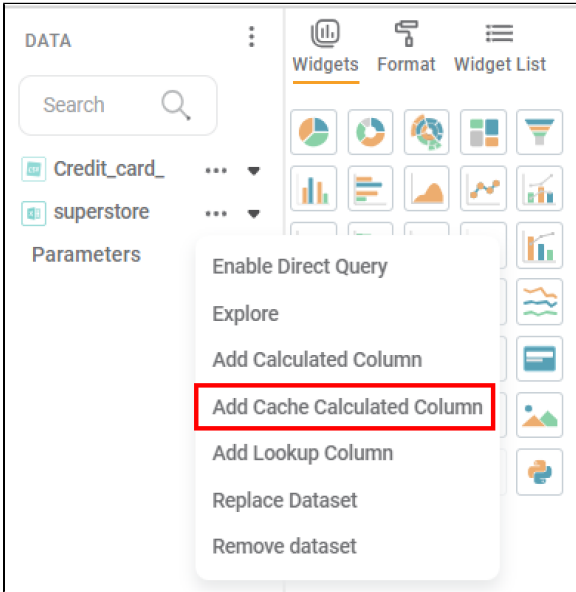 DATA
Widgets Format Widget List
Search
Credit_card_
superstore
Parameters
Enable Direct Query
Explore
Add Calculated Column
Add Cache Calculated Column
Add Lookup Column
Replace Dataset
Remove dataset